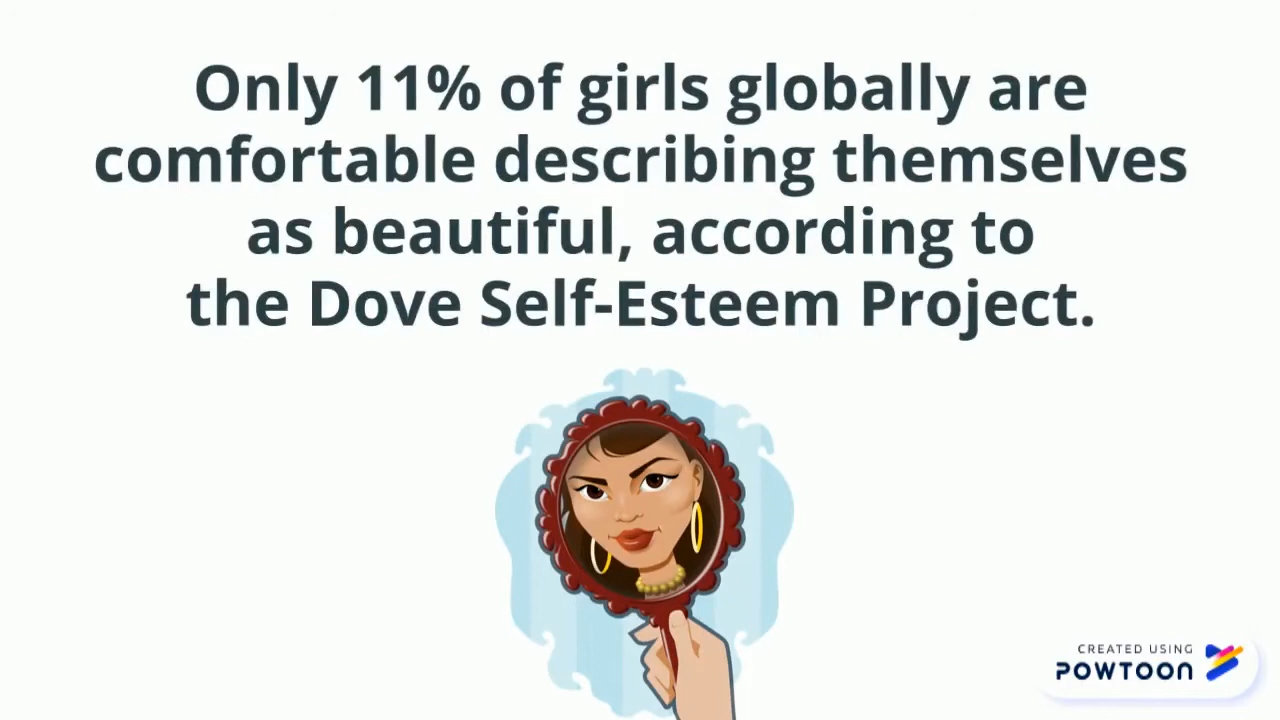 Only 11% of girls globally are
comfortable describing themselves
as beautiful, according to
the Dove Self-Esteem Project.
CREATED USING
POWTOON